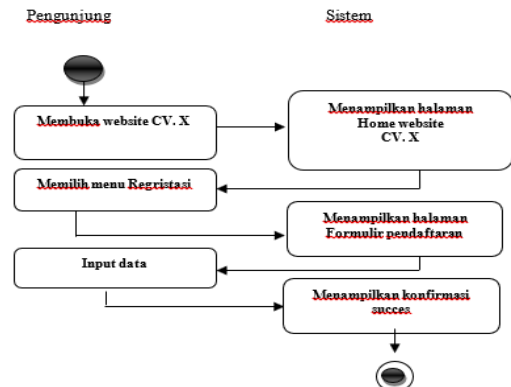 Pengunjung
Sistem
Membuka website CV. X
Menampilkan halaman
Home website
CV. X
Memilih menu Regristasi
Menampilkan halaman
Formulir pendaftaran
Input data
Menampilkan konfirmasi
succes